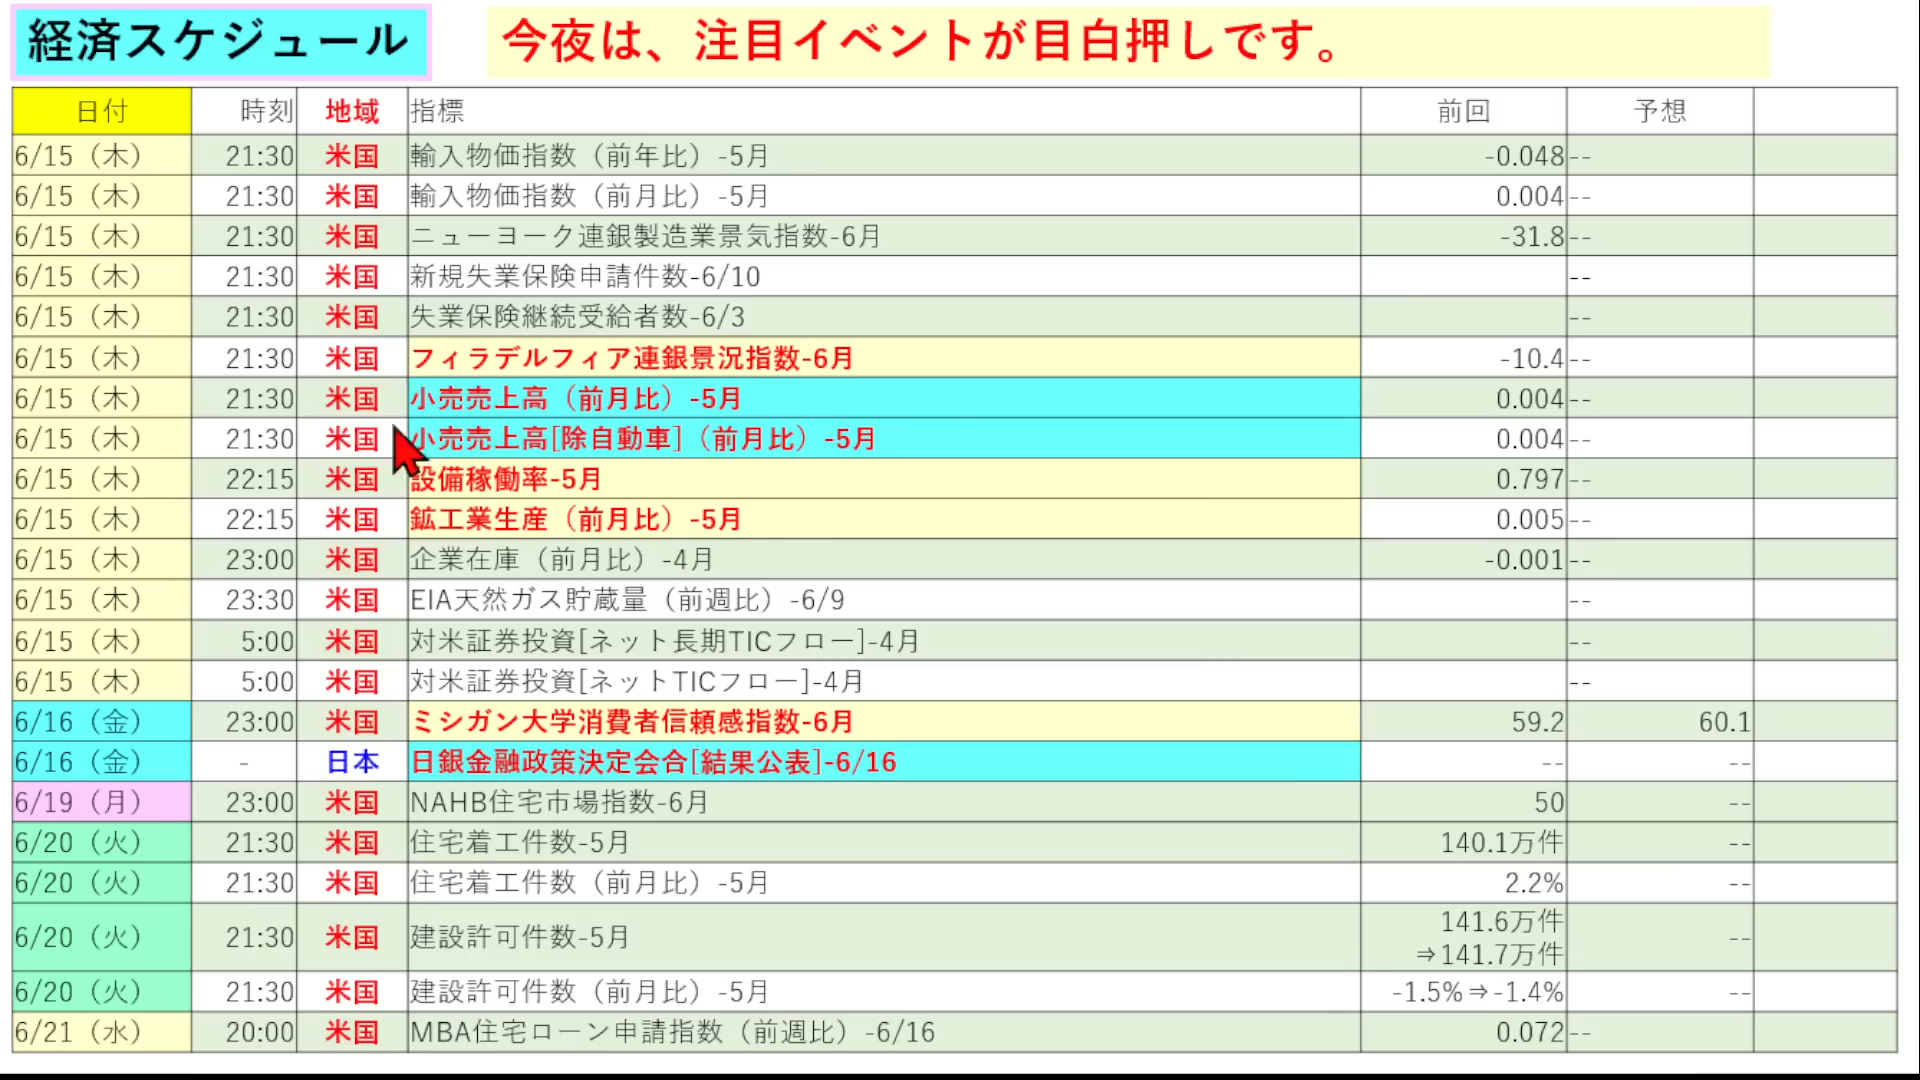 経済スケジュール 今夜は、注目イベントが目白押しです。
日付 時刻 地域 指標 前回 予想
6/15（木） 21:30 米国 輸入物価指数（前年比）-5月 -0.048 --
6/15（木） 21:30 米国 輸入物価指数（前月比）-5月 0.004 --
6/15（木） 21:30 米国 ニューヨーク連銀製造業景気指数-6月 -31.8 --
6/15（木） 21:30 米国 新規失業保険申請件数-6/10 --
6/15（木） 21:30 米国 失業保険継続受給者数-6/3 --
6/15（木） 21:30 米国 フィラデルフィア連銀景況指数-6月 -10.4 --
6/15（木） 21:30 米国 小売売上高（前月比）-5月 0.004 --
6/15（木） 21:30 米国 小売売上高[除自動車]（前月比）-5月 0.004 --
6/15（木） 22:15 米国 設備稼働率-5月 0.797 --
6/15（木） 22:15 米国 鉱工業生産（前月比）-5月 0.005 --
6/15（木） 23:00 米国 企業在庫（前月比）-4月 -0.001 --
6/15（木） 23:30 米国 EIA天然ガス貯蔵量（前週比）-6/9 --
6/15（木） 5:00 米国 対米証券投資[ネット長期TICフロー]-4月 --
6/15（木） 5:00 米国 対米証券投資[ネットTICフロー]-4月 --
6/16（金） 23:00 米国 ミシガン大学消費者信頼感指数-6月 59.2 60.1
6/16（金） - 日本 日銀金融政策決定会合[結果公表]-6/16 -- --
6/19（月） 23:00 米国 NAHB住宅市場指数-6月 50 --
6/20（火） 21:30 米国 住宅着工件数-5月 140.1万件 --
6/20（火） 21:30 米国 住宅着工件数（前月比）-5月 2.2% --
6/20（火） 21:30 米国 建設許可件数-5月 141.6万件 --
⇒141.7万件
6/20（火） 21:30 米国 建設許可件数（前月比）-5月 -1.5%⇒-1.4% --
6/21（水） 20:00 米国 MBA住宅ローン申請指数（前週比）-6/16 0.072 --